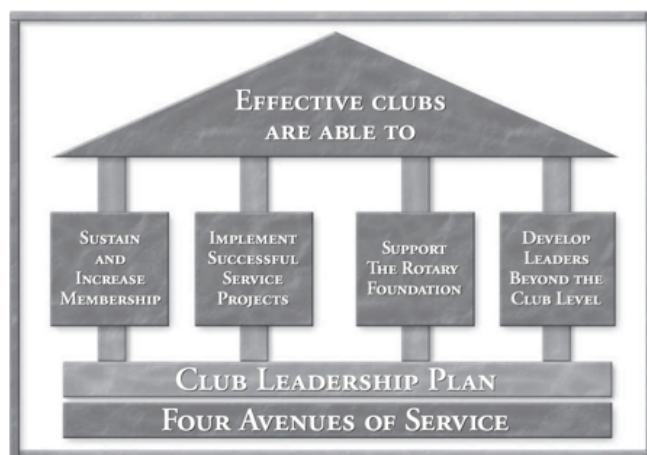 Effective clubs
are able to
Sustain
and
Increase
Membership
Implement
Successful
Service
Projects
Support
The Rotary
Foundation
Develop
Leaders
Beyond the
Club Level
Club Leadership Plan
Four Avenues of Service